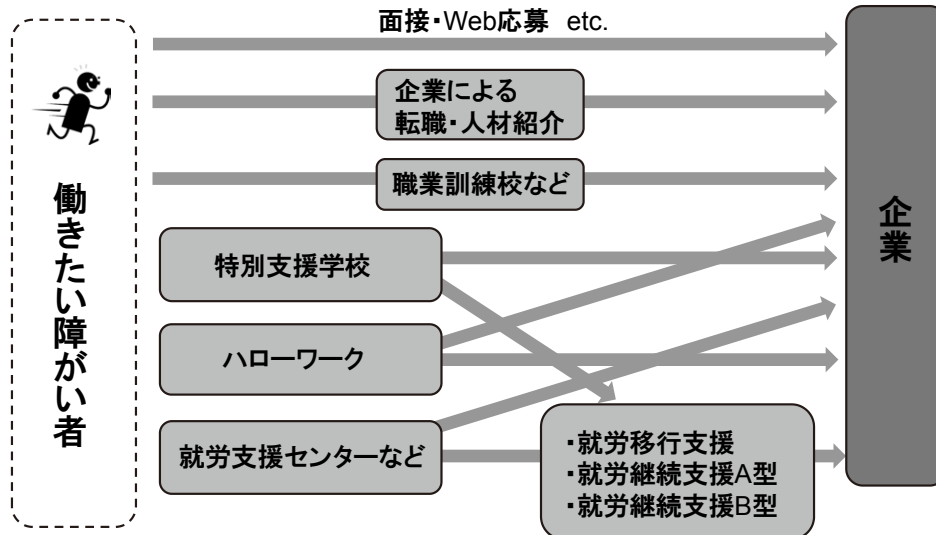 面接・Web応募 etc.
働きたい障がい者
企業による
転職・人材紹介
職業訓練校など
特別支援学校
ハローワーク
就労支援センターなど
・就労移行支援
・就労継続支援A型
・就労継続支援B型
企業